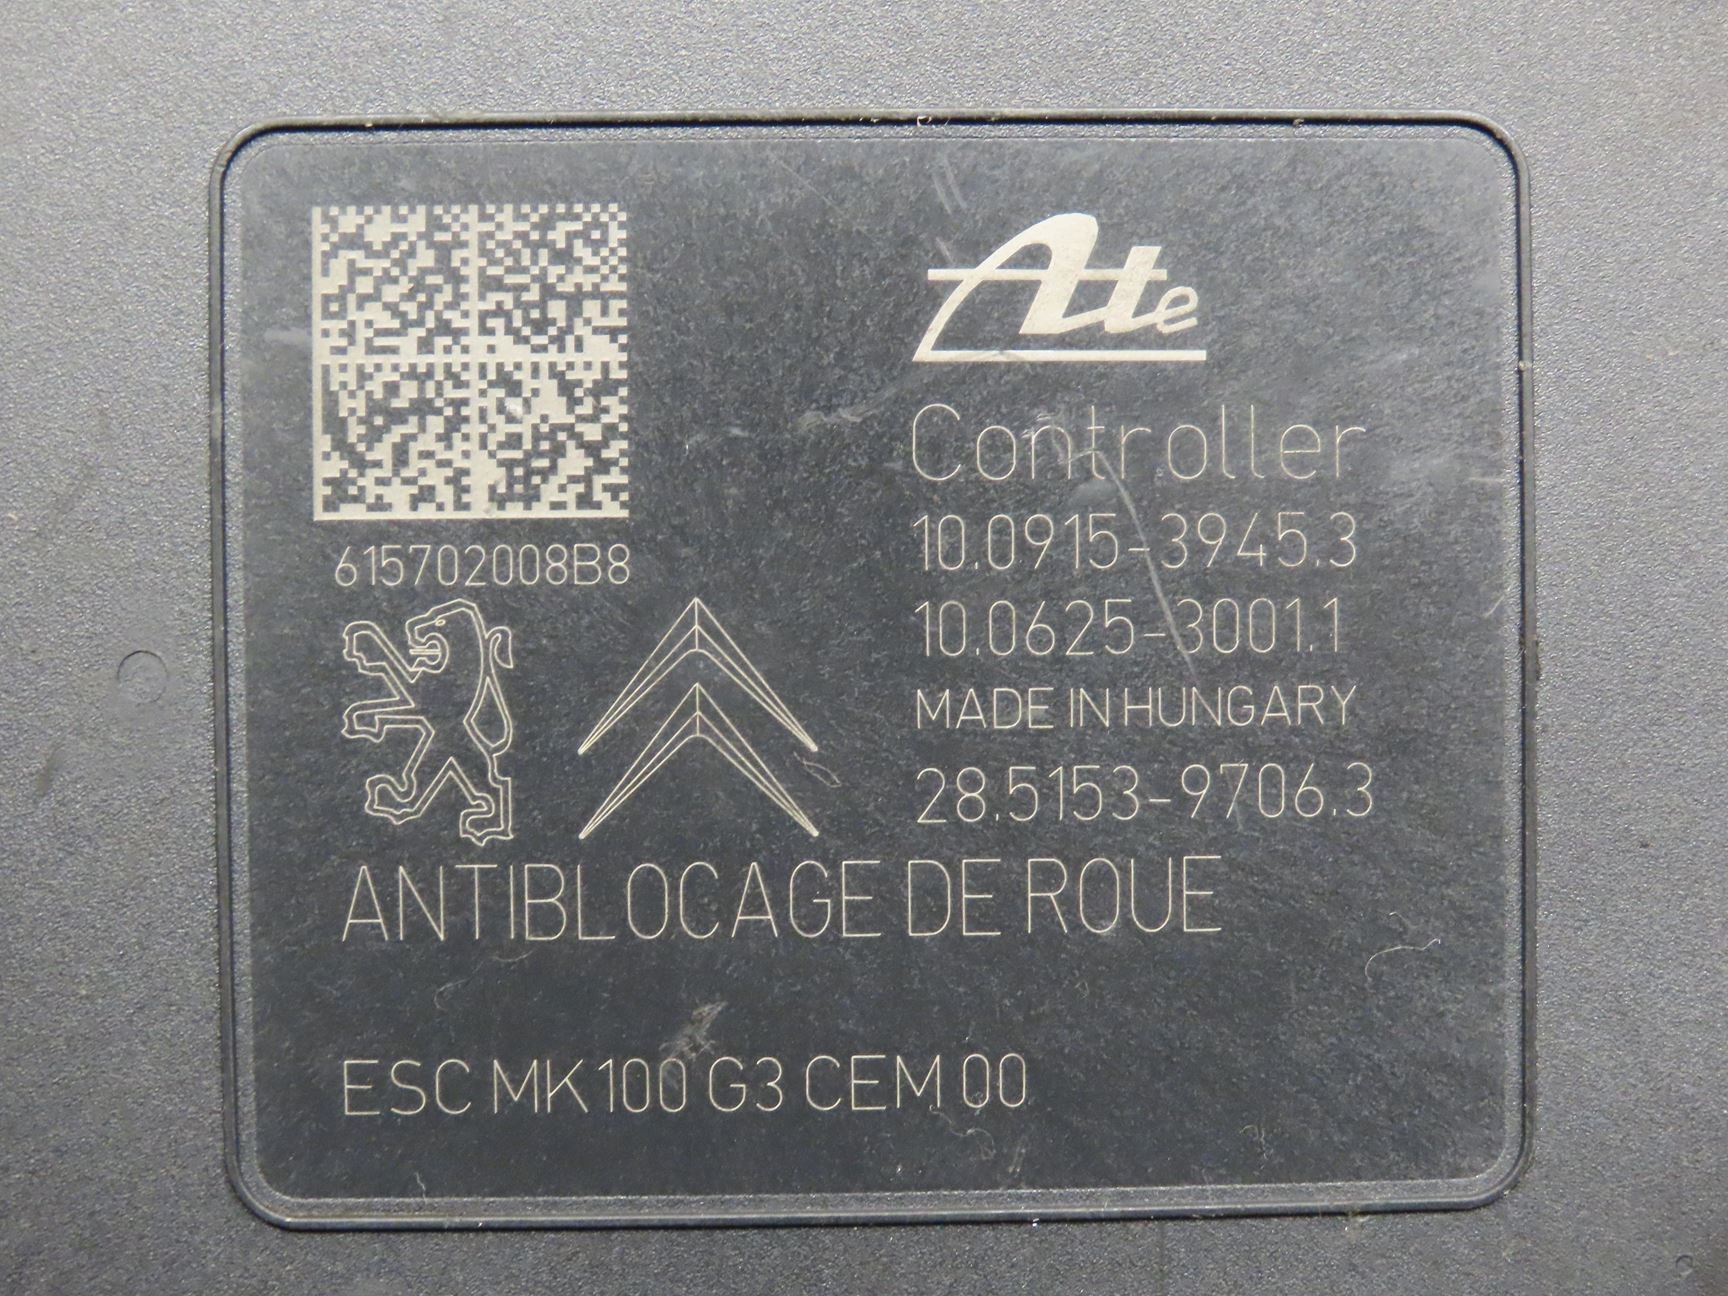 615702008B8
Ate
Controller
10.0915-3945.3
10.0625-3001.1
MADE IN HUNGARY
28.5153-9706.3
ANTIBLOCAGE DE ROUE
ESC MK100 G3 CEM 00